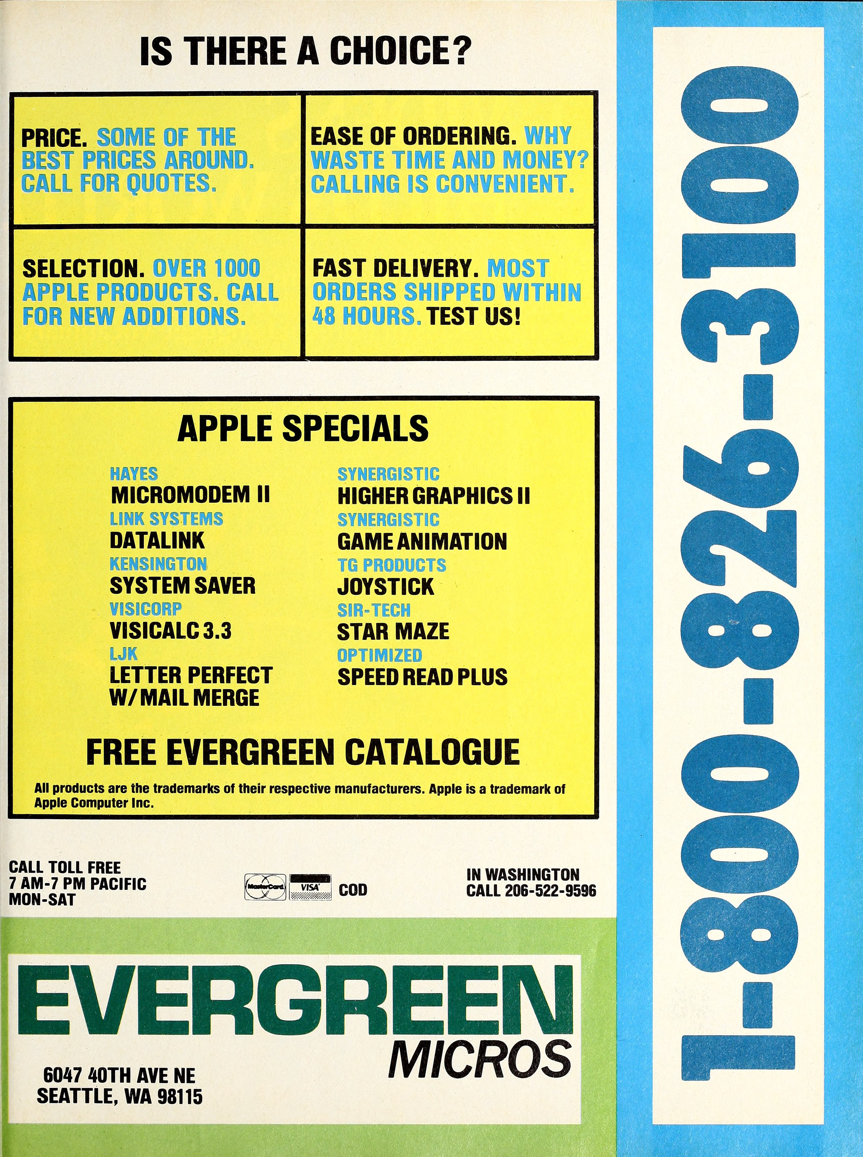 IS THERE A CHOICE?
PRICE. SOME OF THE
BEST PRICES AROUND.
CALL FOR QUOTES.
EASE OF ORDERING. WHY
WASTE TIME AND MONEY?
CALLING IS CONVENIENT.
SELECTION. OVER 1000
APPLE PRODUCTS. CALL
FOR NEW ADDITIONS.
FAST DELIVERY. MOST
ORDERS SHIPPED WITHIN
48 HOURS. TEST US!
APPLE SPECIALS
HAYES
MICROMODEM II
LINK SYSTEMS
DATALINK
KENSINGTON
SYSTEM SAVER
VISICORP
VISICALC 3.3
LJK
LETTER PERFECT
W/MAIL MERGE
SYNERGISTIC
HIGHER GRAPHICS II
SYNERGISTIC
GAME ANIMATION
TG PRODUCTS
JOYSTICK
SIR-TECH
STAR MAZE
OPTIMIZED
SPEED READ PLUS
FREE EVERGREEN CATALOGUE
All products are the trademarks of their respective manufacturers. Apple is a trademark of
Apple Computer Inc.
CALL TOLL FREE
7 AM-7 PM PACIFIC
MON-SAT
MasterCard
VISA
COD
IN WASHINGTON
CALL 206-522-9596
EVERGREEN
MICROS
6047 40TH AVE NE
SEATTLE, WA 98115
1-800-826-3100